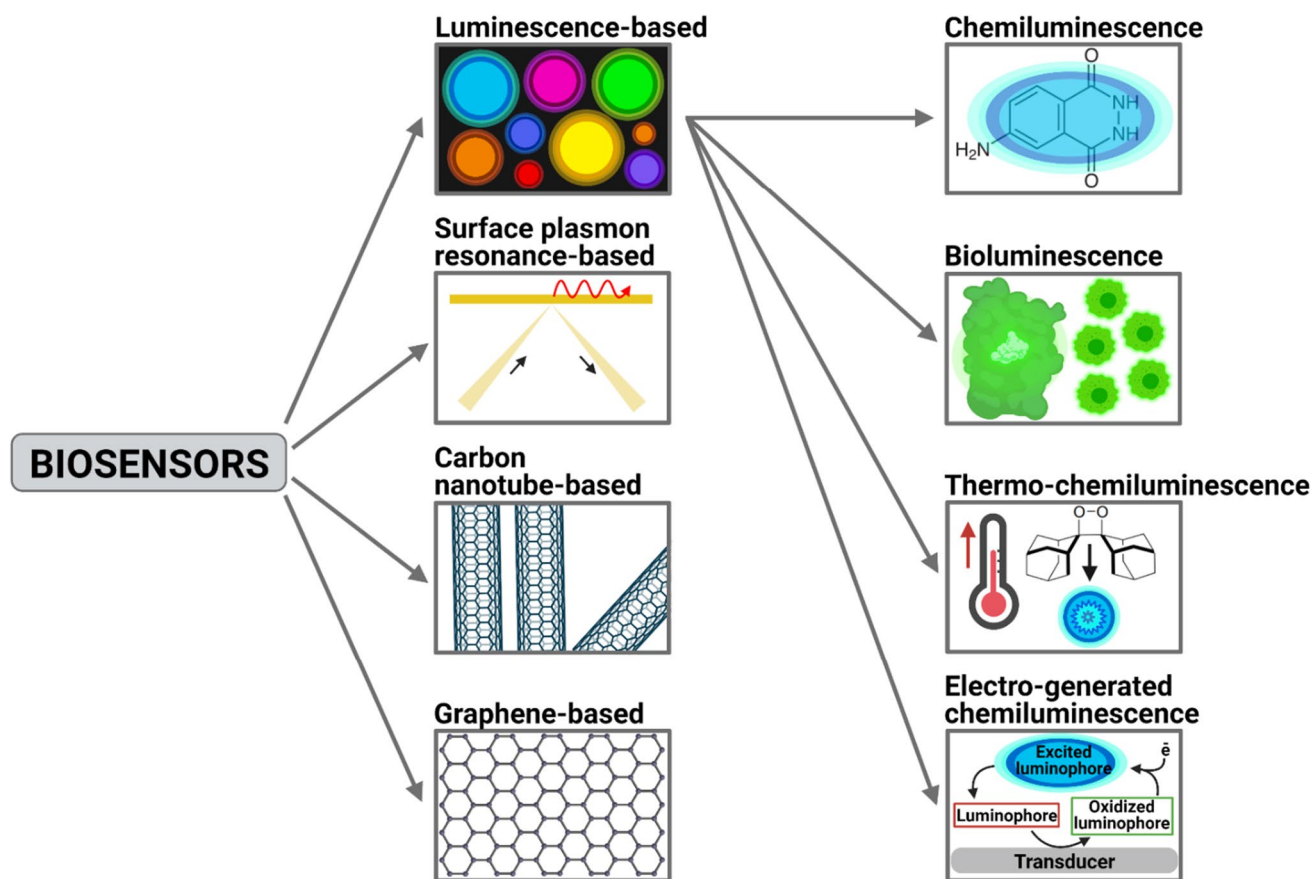 BIOSENSORS
Luminescence-based
Surface plasmon
resonance-based
Carbon
nanotube-based
Graphene-based
Chemiluminescence
O
NH
NH
H₂N
O
Bioluminescence
Thermo-chemiluminescence
O-O
Electro-generated
chemiluminescence
Excited
luminophore
ē
Luminophore
Oxidized
luminophore
Transducer